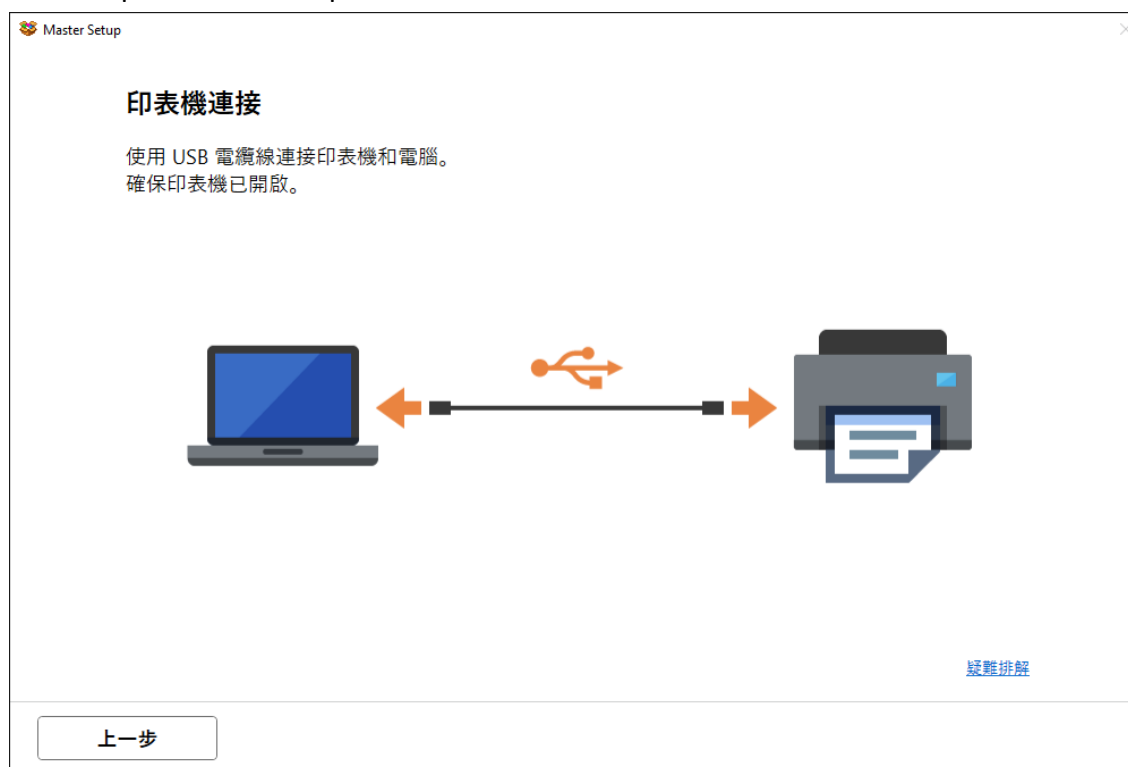 Master Setup
印表機連接
使用 USB 電纜線連接印表機和電腦。
確保印表機已開啟。
疑難排解
上一步